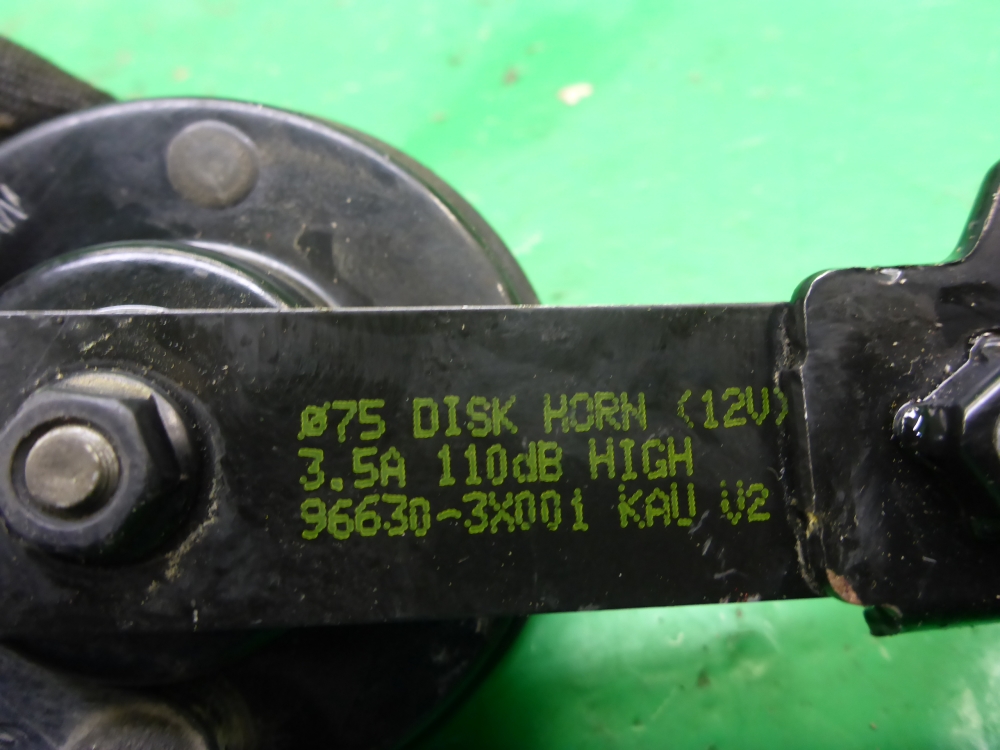 Ø75 DISK HORN (12V)
3.5A 110dB HIGH
96630-3X001 KAU V2